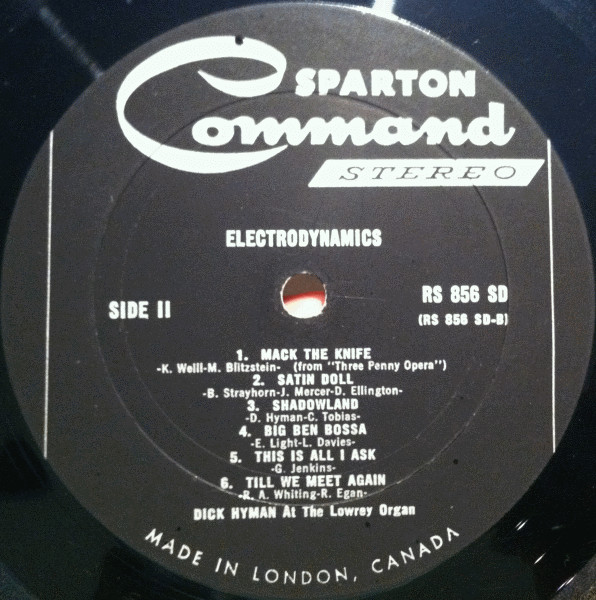 SPARTON
Command
STEREO
ELECTRODYNAMICS
SIDE II
RS 856 SD
(RS 856 SD-B)
1. MACK THE KNIFE
-K. Weill-M. Blitzstein- (from "Three Penny Opera")
2. SATIN DOLL
-B. Strayhorn-J. Mercer-D. Ellington-
3. SHADOWLAND
-D. Hyman-C. Tobias-
4. BIG BEN BOSSA
-E. Light-L. Davies-
5. THIS IS ALL I ASK
-G. Jenkins-
6. TILL WE MEET AGAIN
-R. A. Whiting-R. Egan-
DICK HYMAN At The Lowrey Organ
MADE IN LONDON, CANADA